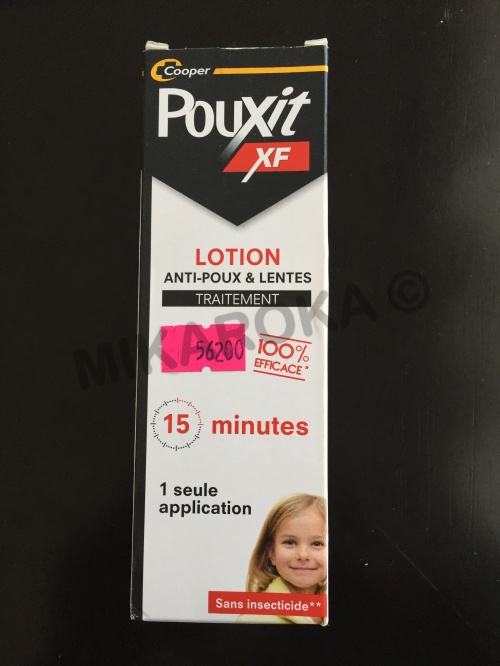 Cooper
PouXit
XF
LOTION
ANTI-POUX & LENTES
TRAITEMENT
56200
100%
EFFICACE*
MIKAROKA ©
15 minutes
1 seule
application
Sans insecticide**